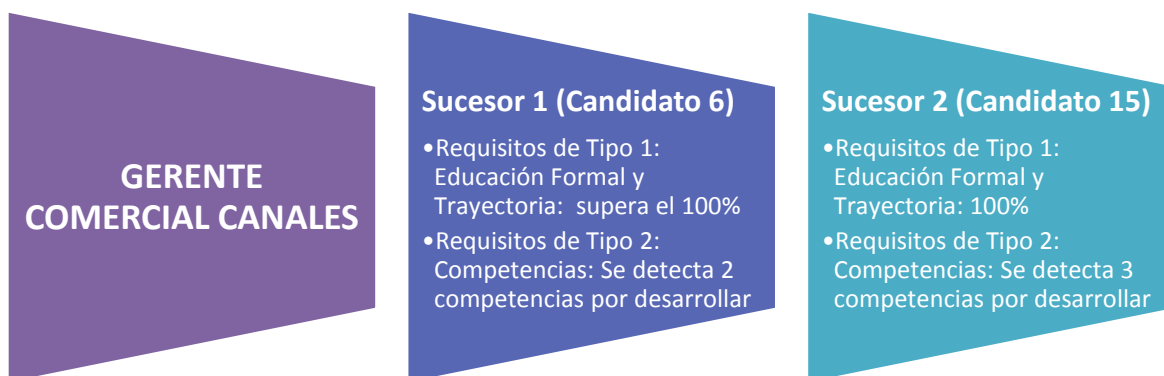 GERENTE
COMERCIAL CANALES
Sucesor 1 (Candidato 6)
•Requisitos de Tipo 1:
Educación Formal y
Trayectoria: supera el 100%
•Requisitos de Tipo 2:
Competencias: Se detecta 2
competencias por desarrollar
Sucesor 2 (Candidato 15)
•Requisitos de Tipo 1:
Educación Formal y
Trayectoria: 100%
•Requisitos de Tipo 2:
Competencias: Se detecta 3
competencias por desarrollar